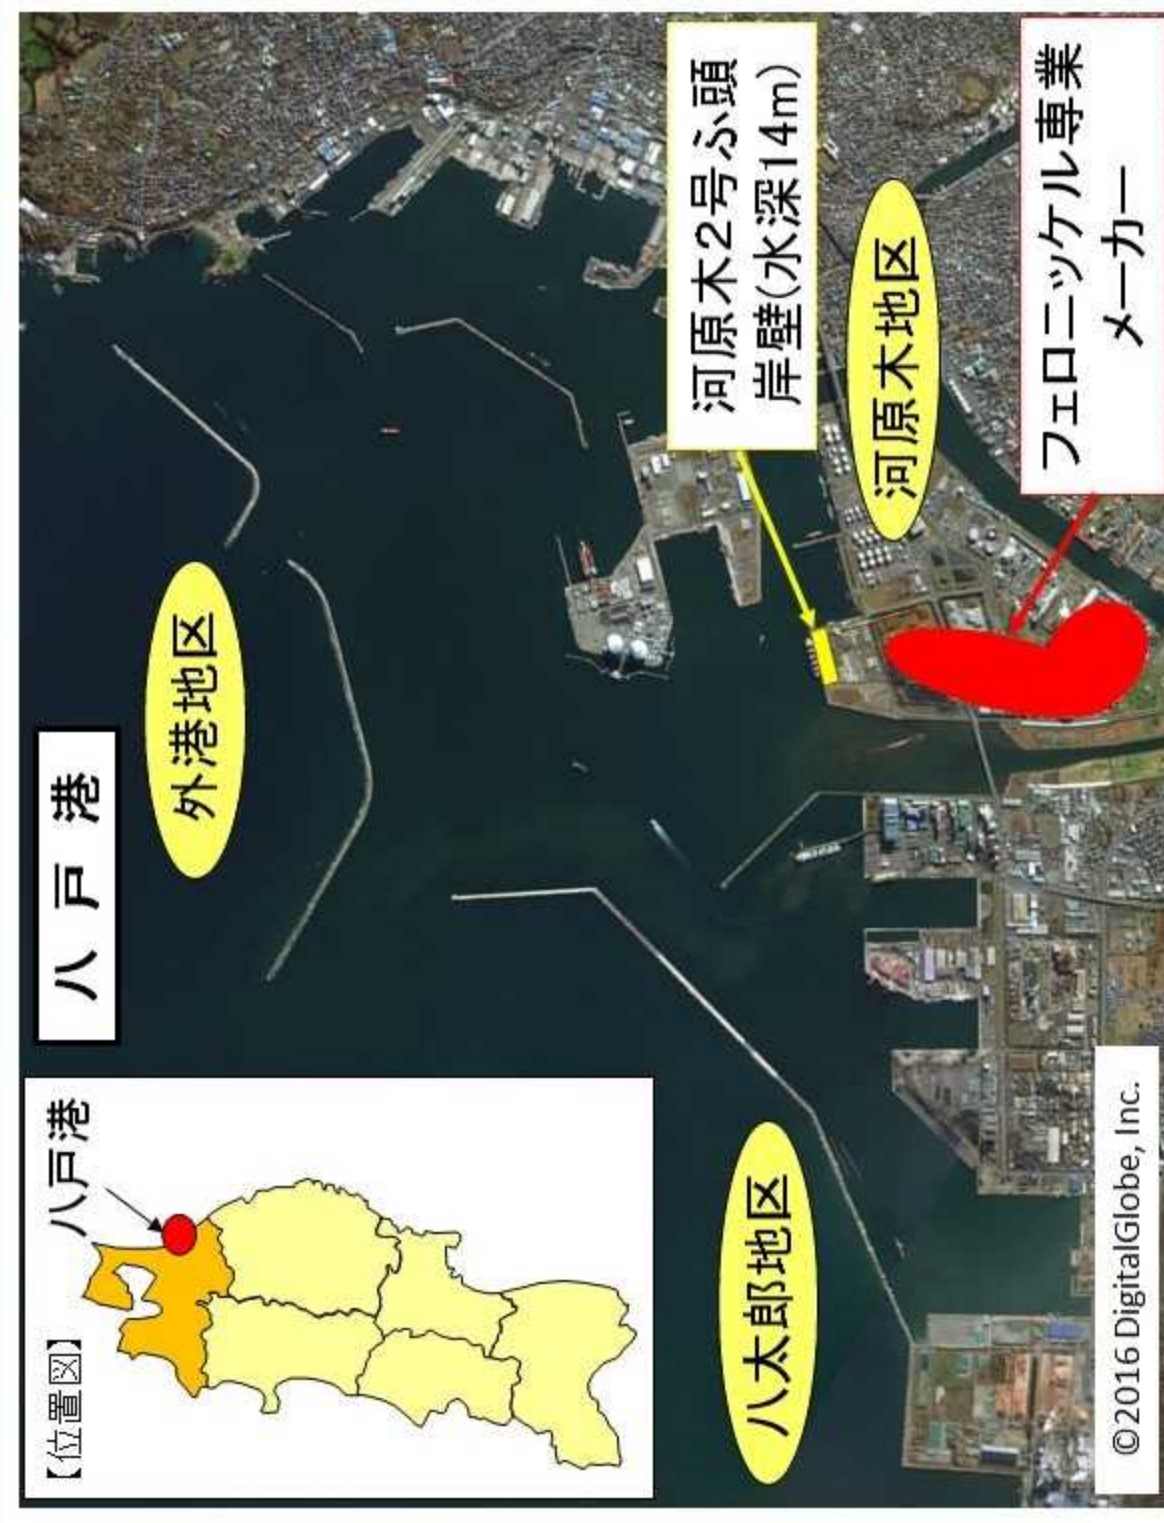 【位置図】
八戸港
八 戸 港
外港地区
八太郎地区
河原木2号ふ頭
岸壁(水深14m)
河原木地区
フェロニッケル専業
メーカー
©2016 DigitalGlobe, Inc.